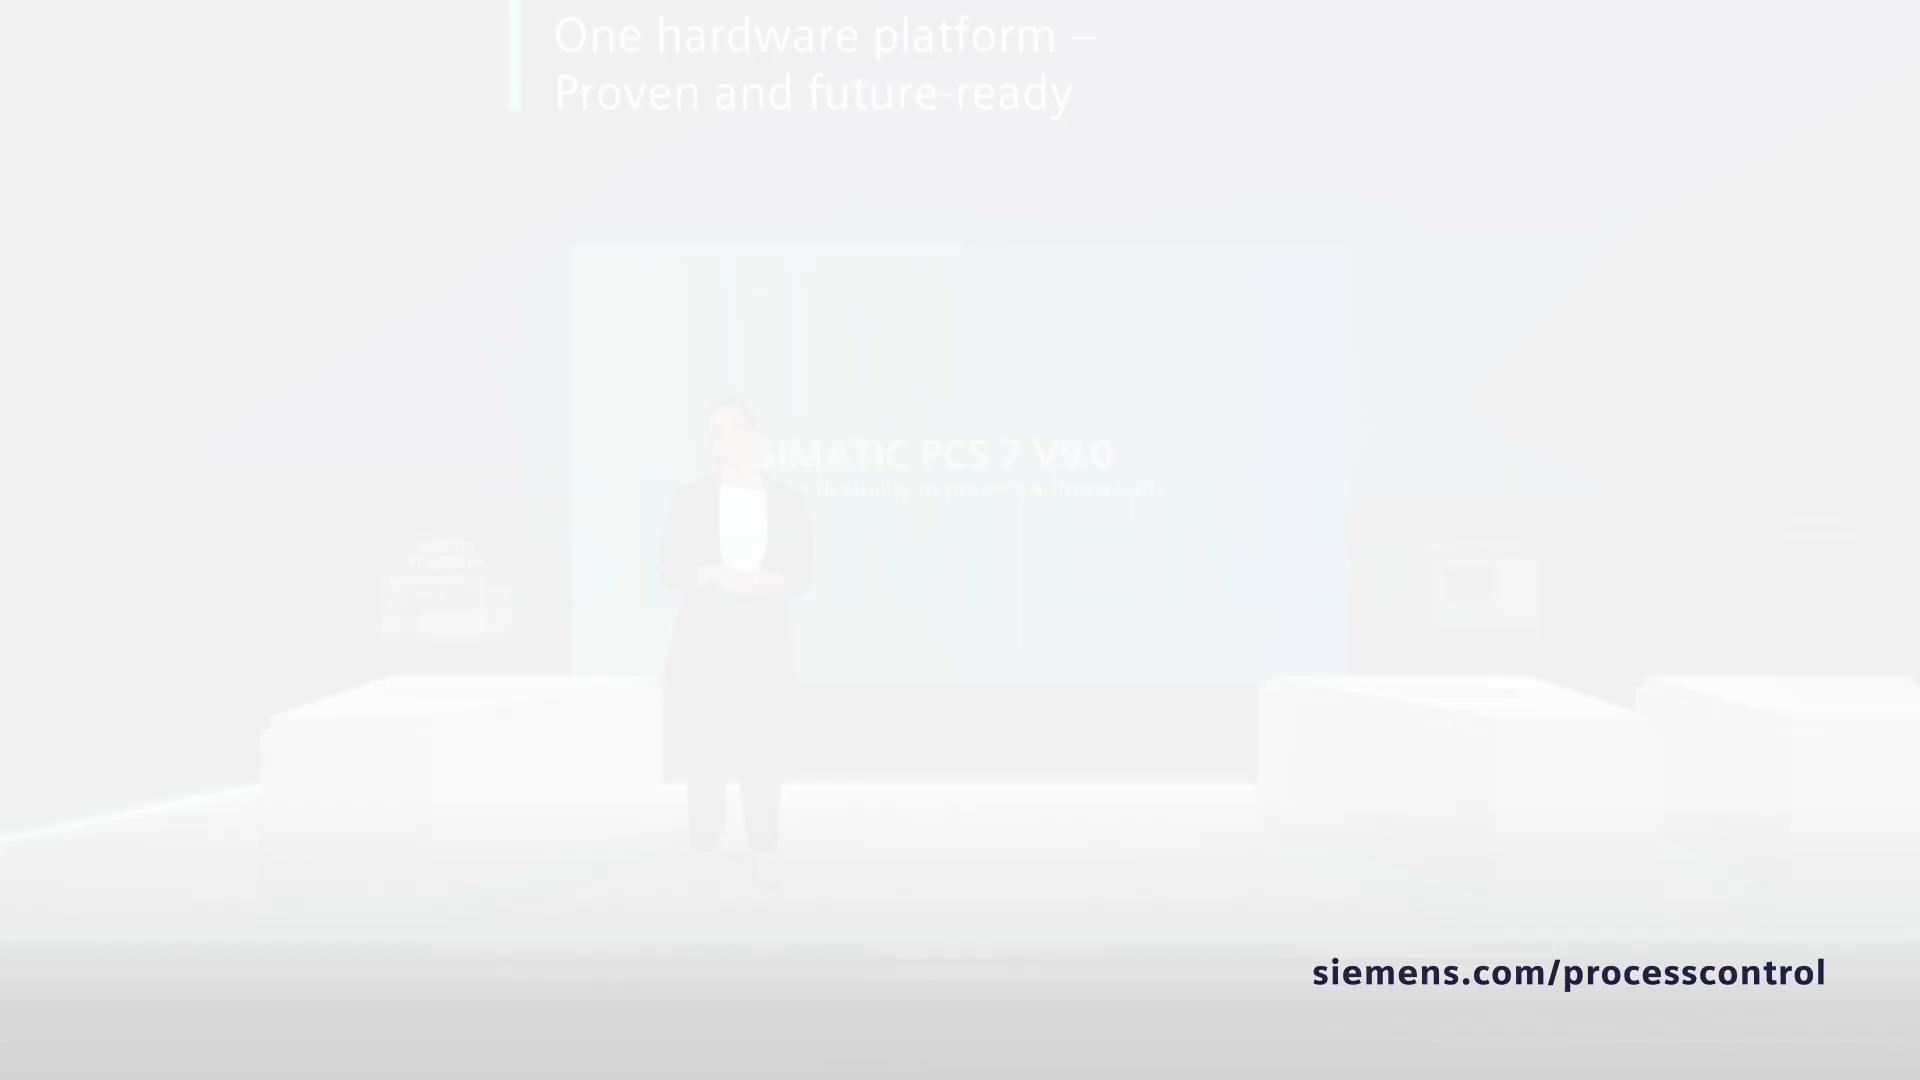 One hardware platform –
Proven and future-ready
SIMATIC PCS 7 V9.0
siemens.com/processcontrol